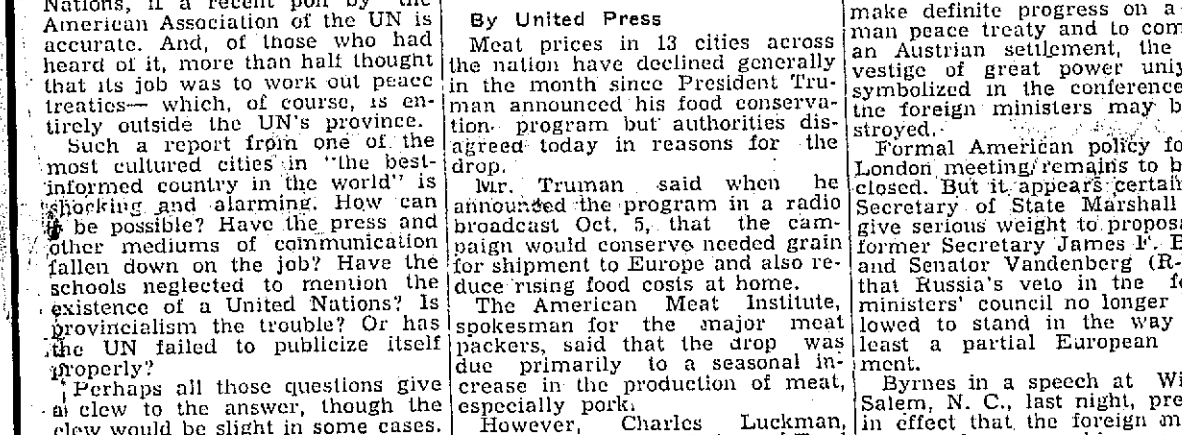 Nations, if a recent poll by the
American Association of the UN is
accurate. And, of those who had
heard of it, more than half thought
that its job was to work out peace
treaties— which, of course, is en-
tirely outside the UN's province.
Such a report from one of the
most cultured cities in "the best-
informed country in the world" is
shocking and alarming. How can
it be possible? Have the press and
other mediums of communication
fallen down on the job? Have the
schools neglected to mention the
existence of a United Nations? Is
provincialism the trouble? Or has
the UN failed to publicize itself
properly?
Perhaps all those questions give
a clew to the answer, though the
clew would be slight in some cases.
By United Press
Meat prices in 13 cities across
the nation have declined generally
in the month since President Tru-
man announced his food conserva-
tion program but authorities dis-
agreed today in reasons for the
drop.
Mr. Truman said when he
announced the program in a radio
broadcast Oct. 5, that the cam-
paign would conserve needed grain
for shipment to Europe and also re-
duce rising food costs at home.
The American Meat Institute,
spokesman for the major meat
packers, said that the drop was
due primarily to a seasonal in-
crease in the production of meat,
especially pork.
However, Charles Luckman,
make definite progress on a
man peace treaty and to com
an Austrian settlement, the
vestige of great power uni
symbolized in the conference
the foreign ministers may b
stroyed.
Formal American policy fo
London meeting remains to b
closed. But it appears certain
Secretary of State Marshall
give serious weight to propos
former Secretary James F. B
and Senator Vandenberg (R-
that Russia's veto in the f
ministers' council no longer
lowed to stand in the way
least a partial European
ment.
Byrnes in a speech at Wi
Salem, N. C., last night, pre
in effect that the foreign m